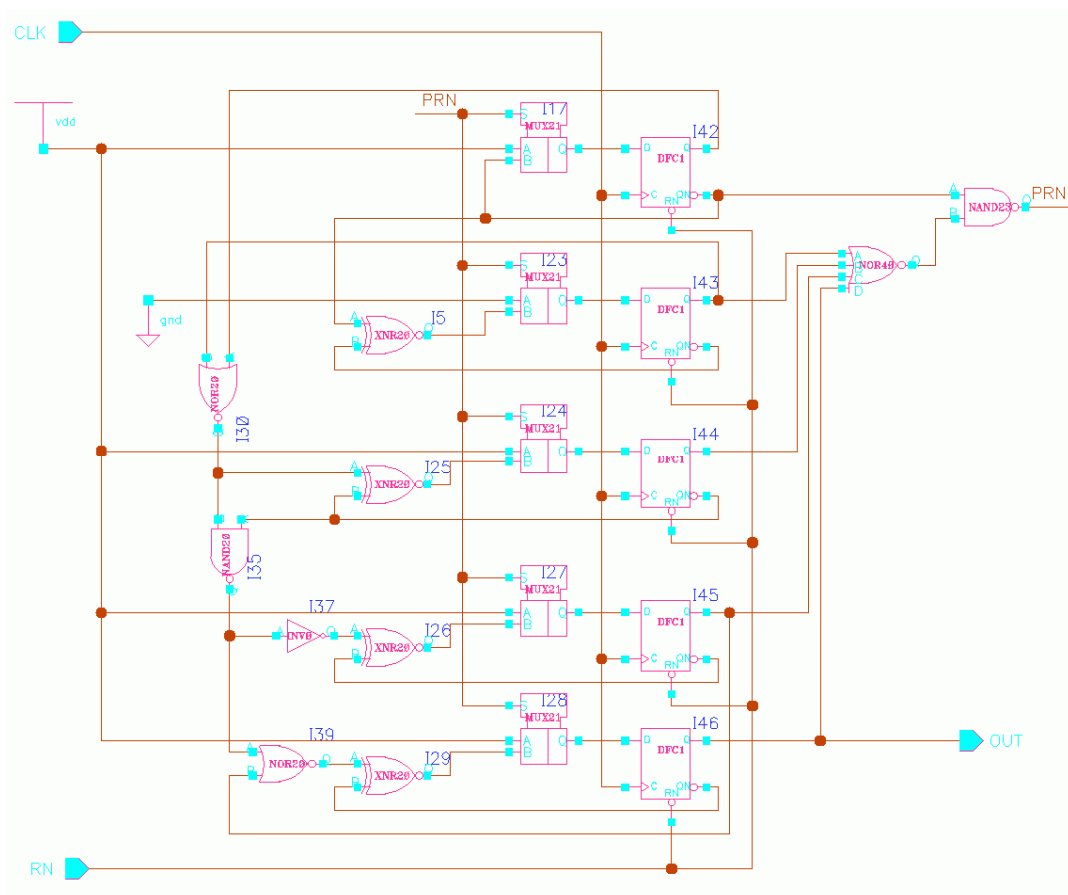 CLK
vdd
PRN
S
I17
MUX21
A
B
Q
I42
D
Q
DFC1
C
QN
RN
A
B
Q
NAND23
PRN
S
I23
MUX21
A
B
Q
I43
D
Q
DFC1
C
QN
RN
A
B
C
D
Q
NOR40
gnd
A
B
Q
I5
XNR20
B
A
NOR20
Q
I30
S
I24
MUX21
A
B
Q
I44
D
Q
DFC1
C
QN
RN
A
B
Q
I25
XNR20
B
A
NAND20
Q
I35
S
I27
MUX21
A
B
Q
I45
D
Q
DFC1
C
QN
RN
I37
A
INV0
Q
A
B
Q
I26
XNR20
S
I28
MUX21
A
B
Q
I46
D
Q
DFC1
C
QN
RN
I39
A
B
NOR20
Q
A
B
Q
I29
XNR20
OUT
RN